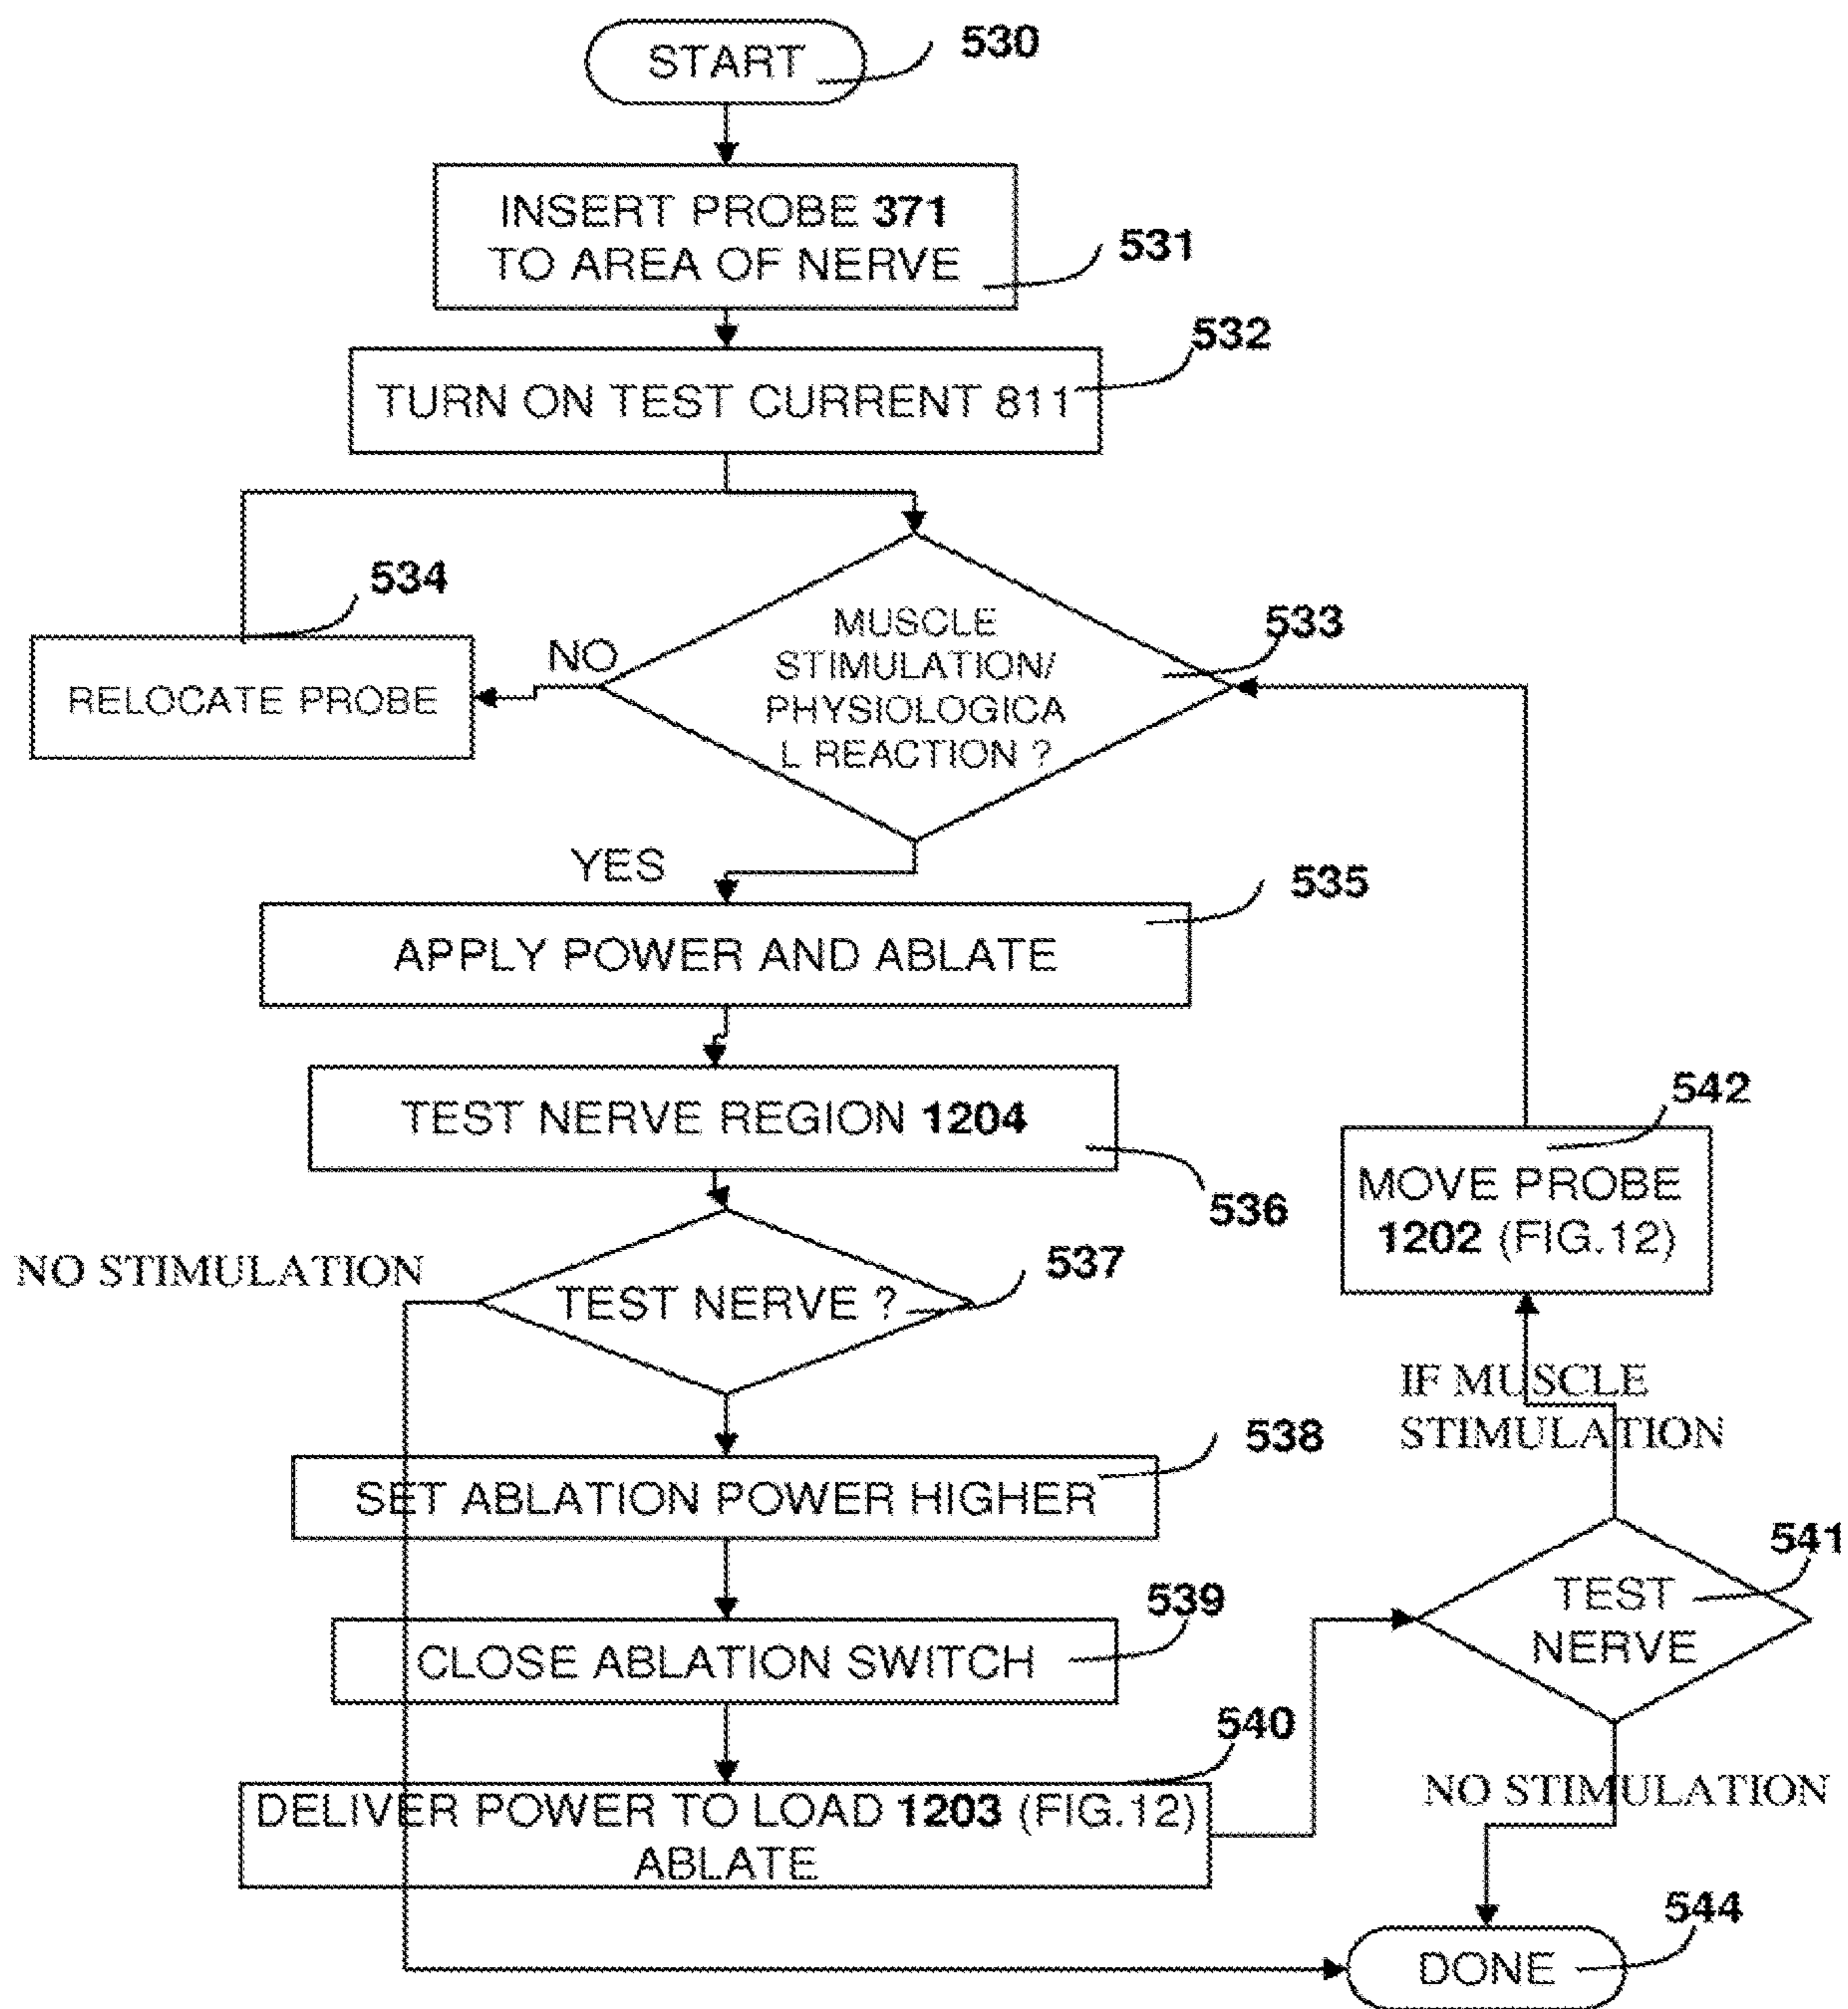 START
530
INSERT PROBE 371
TO AREA OF NERVE
531
532
TURN ON TEST CURRENT 811
534
533
MUSCLE
STIMULATION/
PHYSIOLOGICA
L REACTION ?
NO
RELOCATE PROBE
YES
535
APPLY POWER AND ABLATE
TEST NERVE REGION 1204
536
542
MOVE PROBE
1202 (FIG.12)
NO STIMULATION
537
TEST NERVE ?
IF MUSCLE
STIMULATION
538
SET ABLATION POWER HIGHER
541
TEST
NERVE
539
CLOSE ABLATION SWITCH
540
DELIVER POWER TO LOAD 1203 (FIG.12)
ABLATE
NO STIMULATION
544
DONE